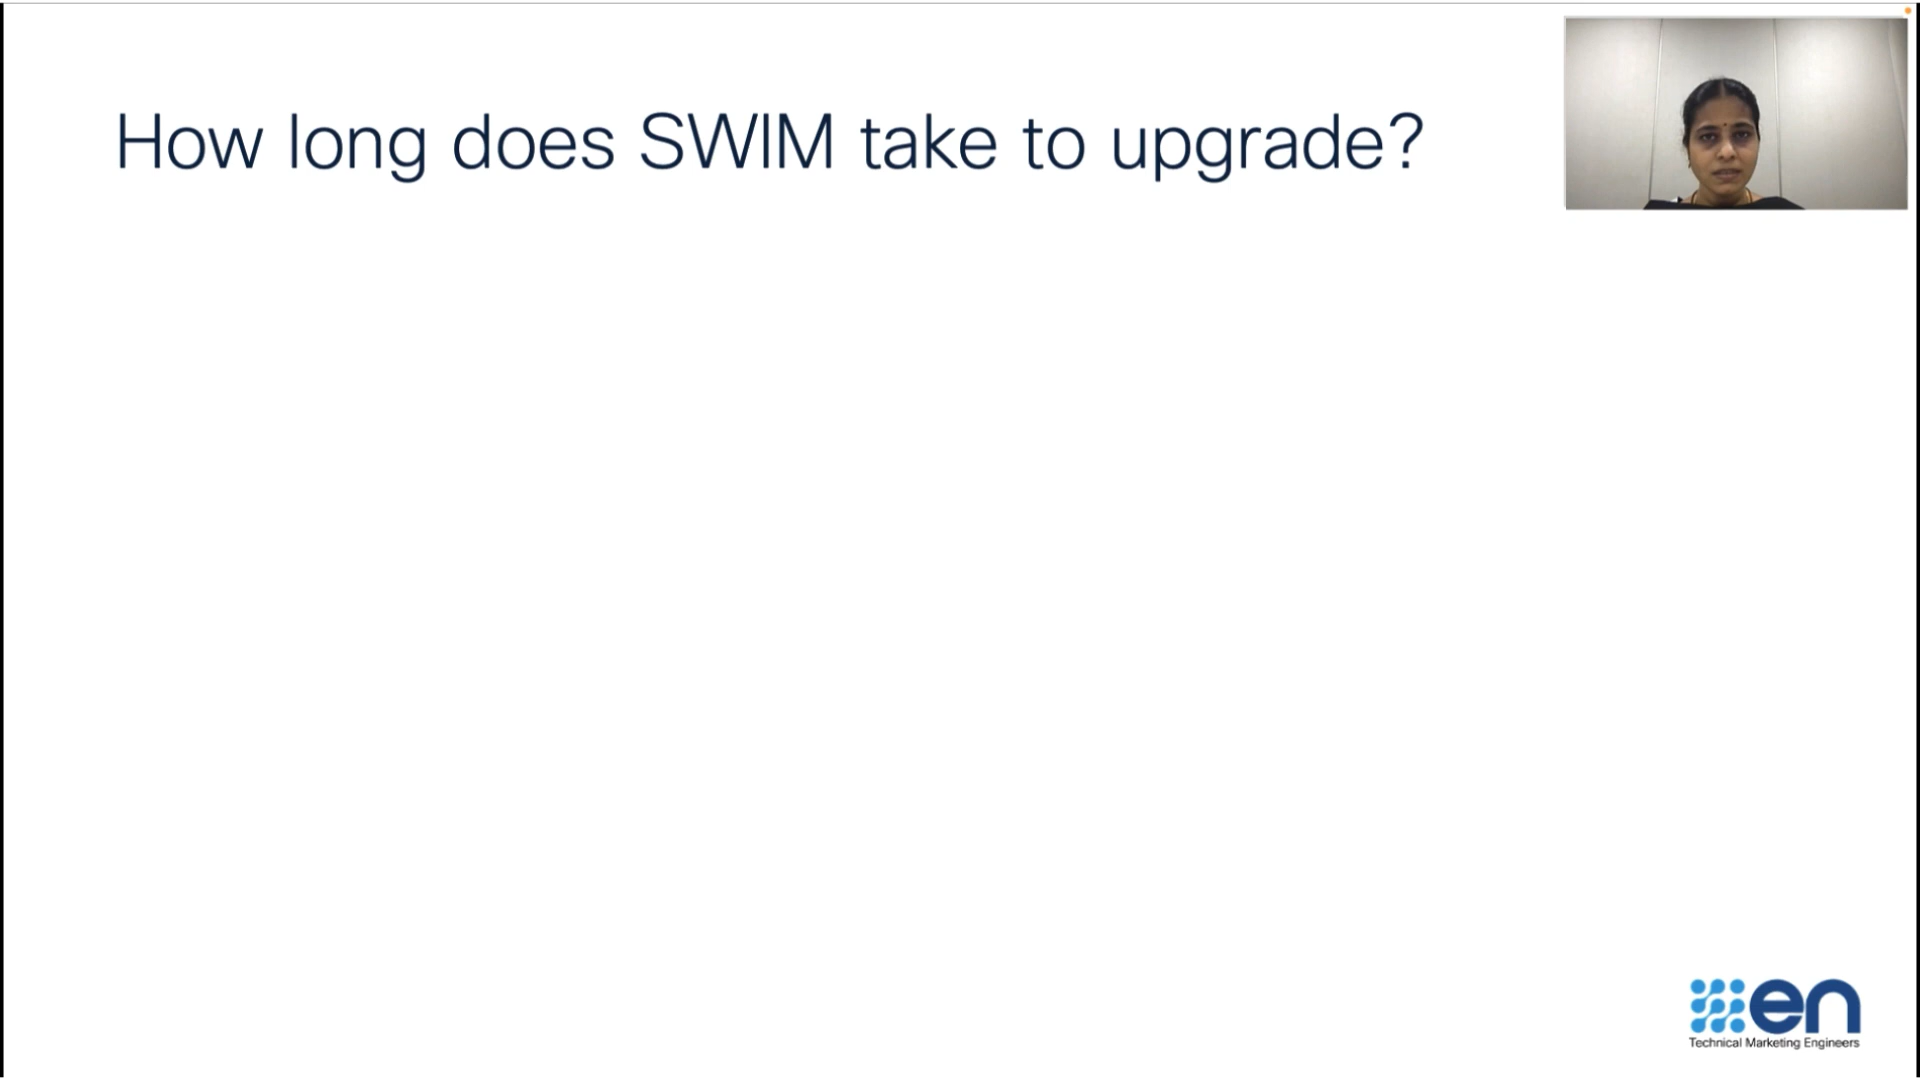 How long does SWIM take to upgrade?
en
Technical Marketing Engineers